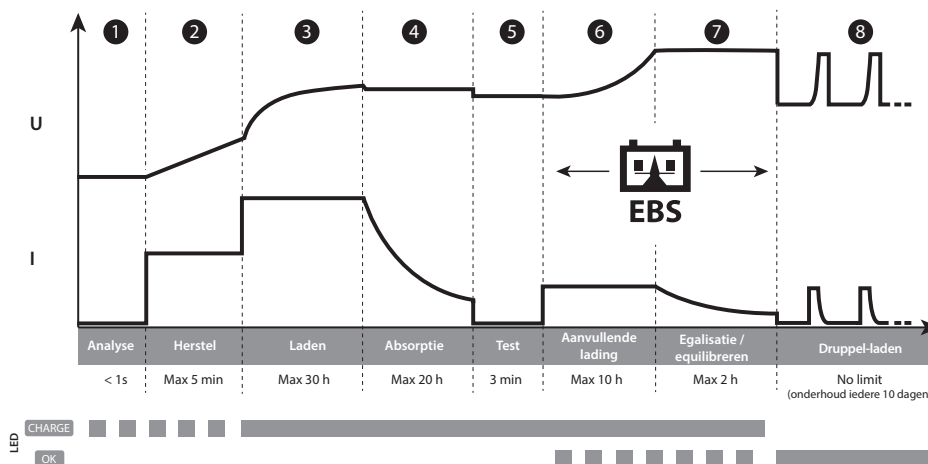 1 2 3 4 5 6 7 8
U
EBS
I
Analyse Herstel Laden Absorptie Test Aanvullende lading Egalisatie / equilibreren Druppel-laden
< 1s Max 5 min Max 30 h Max 20 h 3 min Max 10 h Max 2 h No limit
(onderhoud iedere 10 dagen
LED
CHARGE
OK